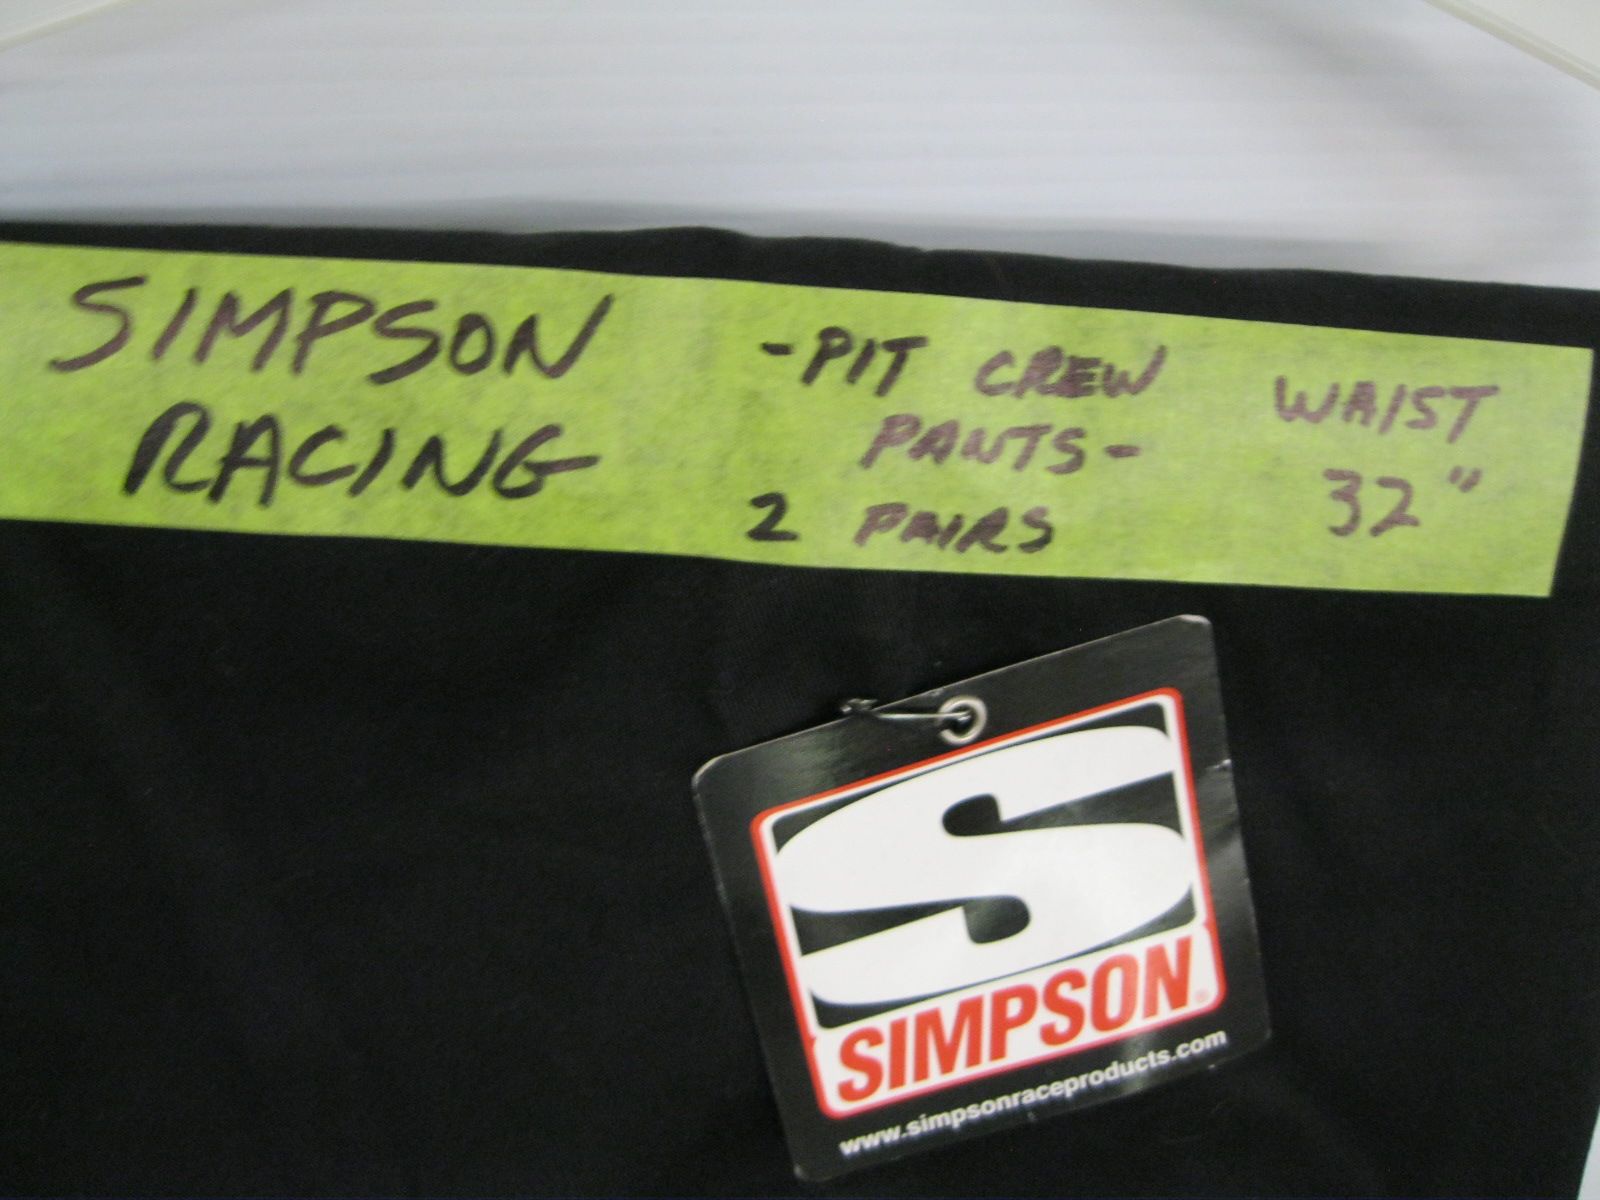 SIMPSON
RACING
-PIT CREW
PANTS-
2 PAIRS
WAIST
32"
S
SIMPSON®
www.simpsonraceproducts.com